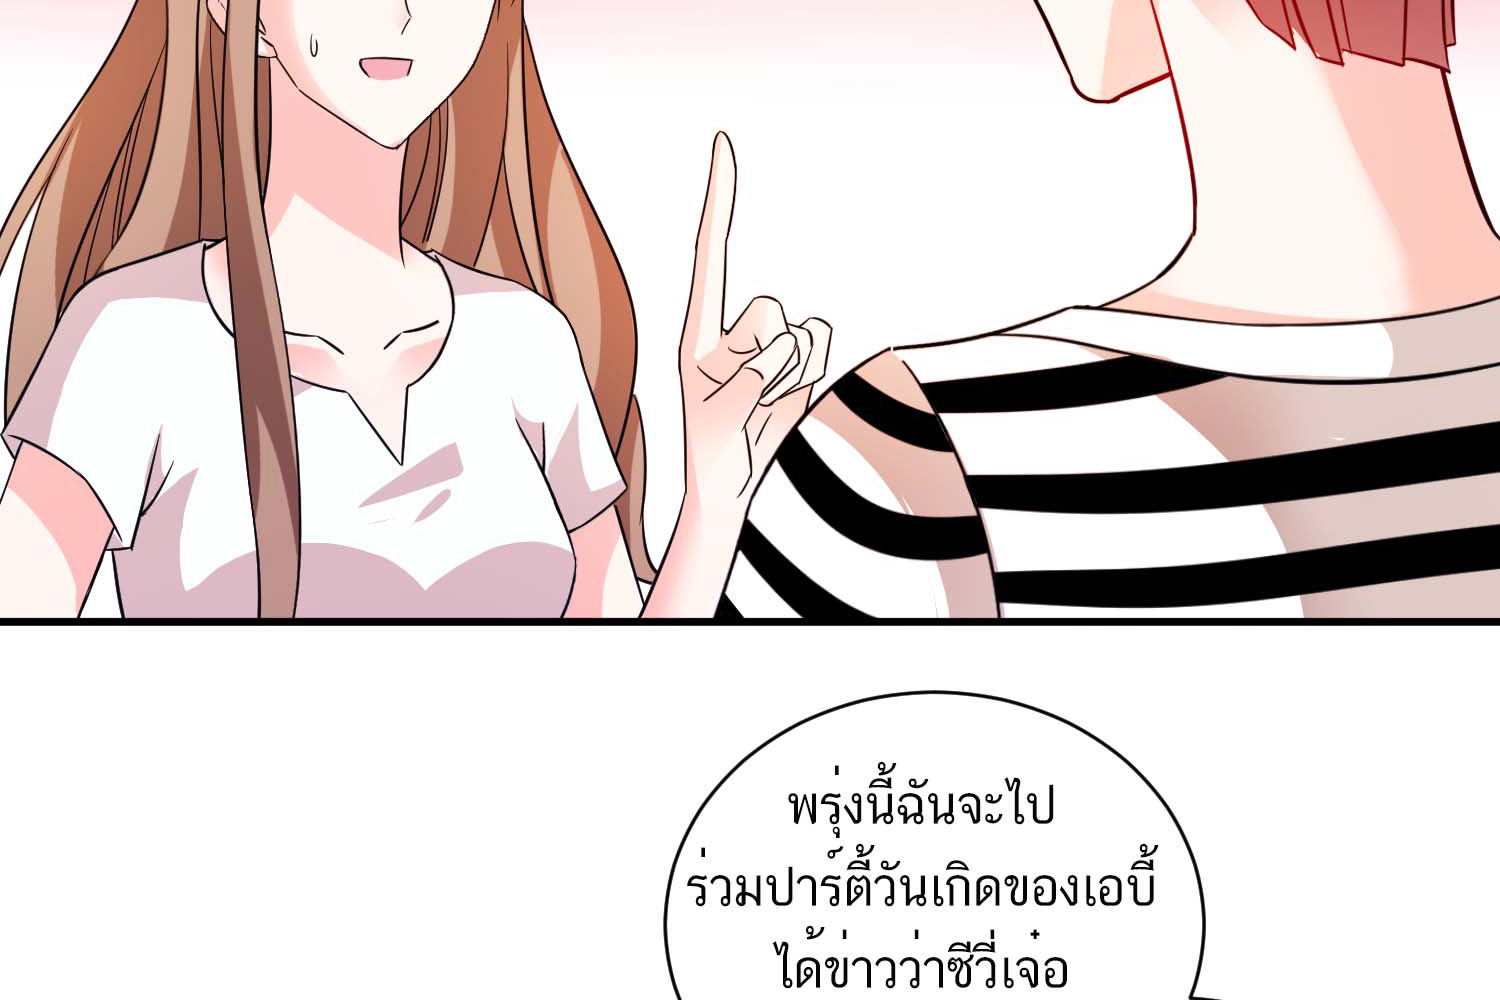 พรุ่งนี้ฉันจะไป
ร่วมปาร์ตี้วันเกิดของเอบี้
ได้ข่าวว่าซีวี่เจ๋อ